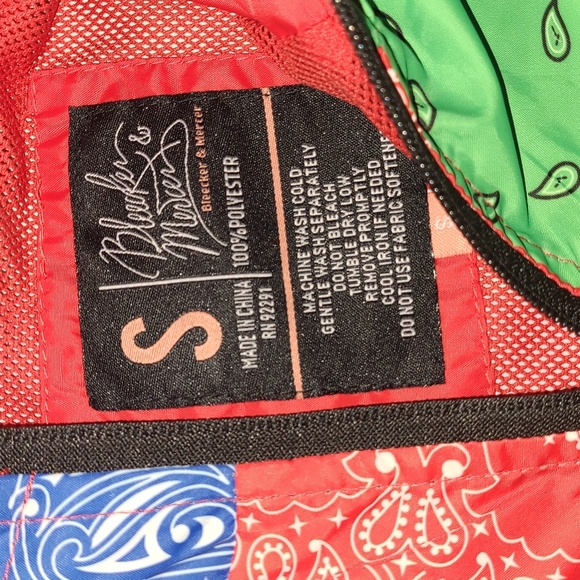 Bleecker &
Mercer
Bleecker & Mercer
S
100%POLYESTER
MADE IN CHINA
RN 92291
MACHINE WASH COLD
GENTLE WASH SEPARATELY
DO NOT BLEACH
TUMBLE DRY LOW
REMOVE PROMPTLY
COOL IRON IF NEEDED
DO NOT USE FABRIC SOFTENE